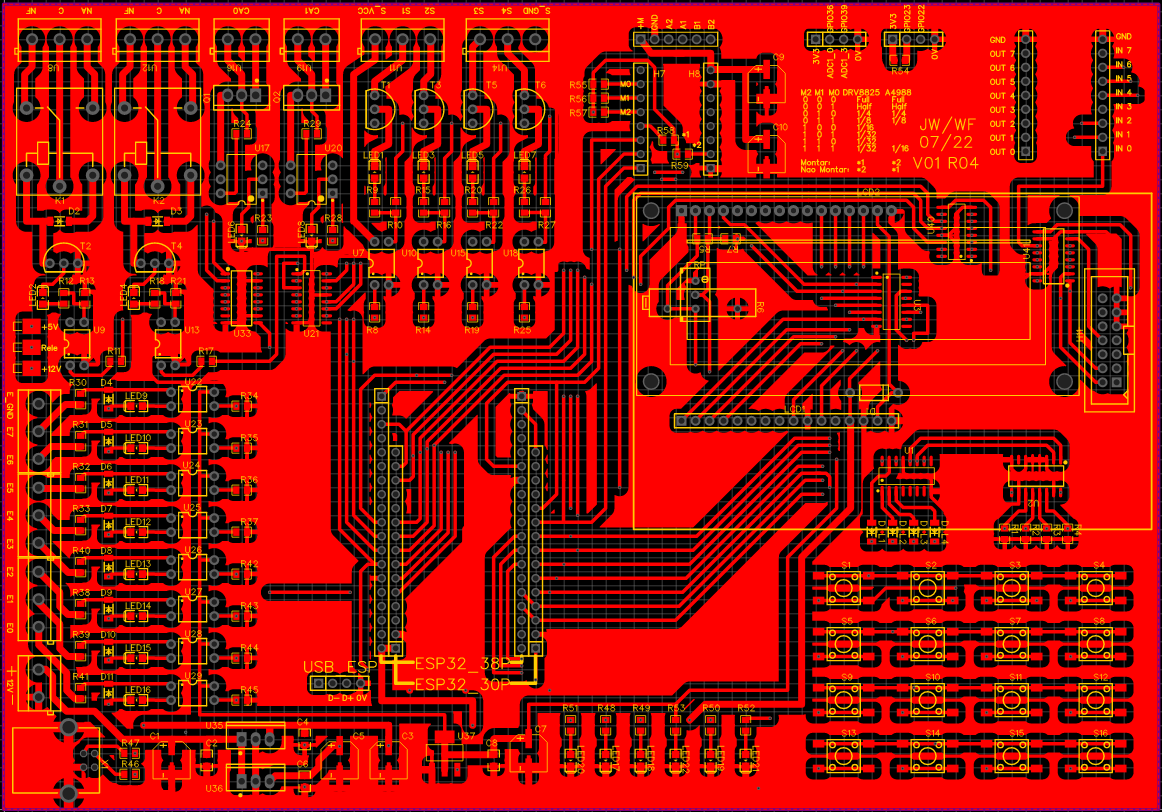 NF C NA NF C NA CA0 CA1 S_VCC S1 S2 S3 S4 S_GND
U8 U12 U16 U19 U11 U14
+M GND A2 A1 B1 B2
3V3 ADC1_0 GPIO36 ADC1_3 GPIO39 0V
3V3 GPIO23 GPIO22 0V
R54
GND
OUT 7
OUT 6
OUT 5
OUT 4
OUT 3
OUT 2
OUT 1
OUT 0
GND
IN 7
IN 6
IN 5
IN 4
IN 3
IN 2
IN 1
IN 0
Q1 Q2 T1 T3 T5 T6
R55 M0
R56 M1
R57 M2
H7 H8 C9
C10
R58 *1
*2
R59
M2 M1 M0 DRV8825 A4988
0 0 0 Full Full
0 0 1 Half Half
0 1 0 1/4 1/4
0 1 1 1/8 1/8
1 0 0 1/16
1 0 1 1/32
1 1 0 1/32
1 1 1 1/32 1/16
Montar: *1 *2
Nao Montar: *2 *1
JW/WF
07/22
V01 R04
R24 R29
U17 U20
LED1 LED3 LED5 LED7
R9 R15 R20 R26
K1 K2
D2 D3
R23 R28 R10 R16 R22 R27
LED6 LED8
T2 T4
U7 U10 U15 U18
R12 R13 R18 R21
LED2 LED4
U33 U21
R8 R14 R19 R25
LCD2
U40
U41
R5 R7
R6
U3
H1
+5V
Rele
+12V
U9 U13
R11 R17
LCD1
E_GND
E7
E6
E5
E4
E3
E2
E1
E0
+ 12V -
R30 D4 LED9 U22 R34
R31 D5 LED10 U23 R35
R32 D6 LED11 U24 R36
R33 D7 LED12 U25 R37
R40 D8 LED13 U26 R42
R38 D9 LED14 U27 R43
R39 D10 LED15 U28 R44
R41 D11 LED16 U29 R45
U1 U2
R1 R2 R3 R4
S1 S2 S3 S4
S5 S6 S7 S8
S9 S10 S11 S12
S13 S14 S15 S16
USB_ESP
D- D+ 0V
ESP32_38P
ESP32_30P
R47
R46
C1 C2
U35
U36
C4
C6
C5 C3
U37
C8 C7
R51 R48 R49 R53 R50 R52
LED20 LED17 LED18 LED22 LED19 LED21